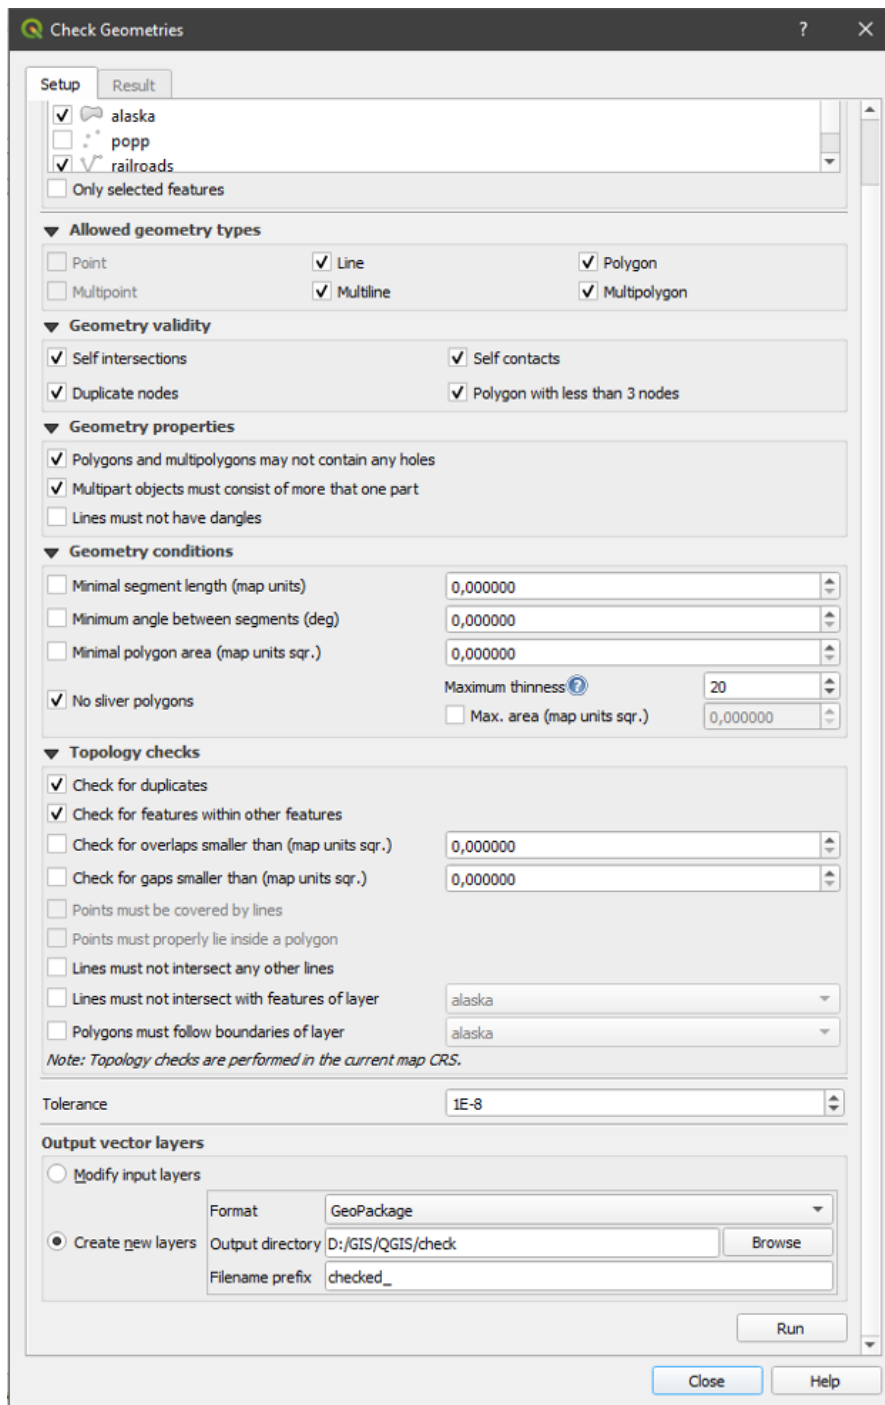 Check Geometries
?
Setup Result
alaska
popp
railroads
Only selected features
Allowed geometry types
Point Line Polygon
Multipoint Multiline Multipolygon
Geometry validity
Self intersections Self contacts
Duplicate nodes Polygon with less than 3 nodes
Geometry properties
Polygons and multipolygons may not contain any holes
Multipart objects must consist of more that one part
Lines must not have dangles
Geometry conditions
Minimal segment length (map units) 0,000000
Minimum angle between segments (deg) 0,000000
Minimal polygon area (map units sqr.) 0,000000
No sliver polygons Maximum thinness ? 20
Max. area (map units sqr.) 0,000000
Topology checks
Check for duplicates
Check for features within other features
Check for overlaps smaller than (map units sqr.) 0,000000
Check for gaps smaller than (map units sqr.) 0,000000
Points must be covered by lines
Points must properly lie inside a polygon
Lines must not intersect any other lines
Lines must not intersect with features of layer alaska
Polygons must follow boundaries of layer alaska
Note: Topology checks are performed in the current map CRS.
Tolerance 1E-8
Output vector layers
Modify input layers
Format GeoPackage
Create new layers Output directory D:/GIS/QGIS/check Browse
Filename prefix checked_
Run
Close Help